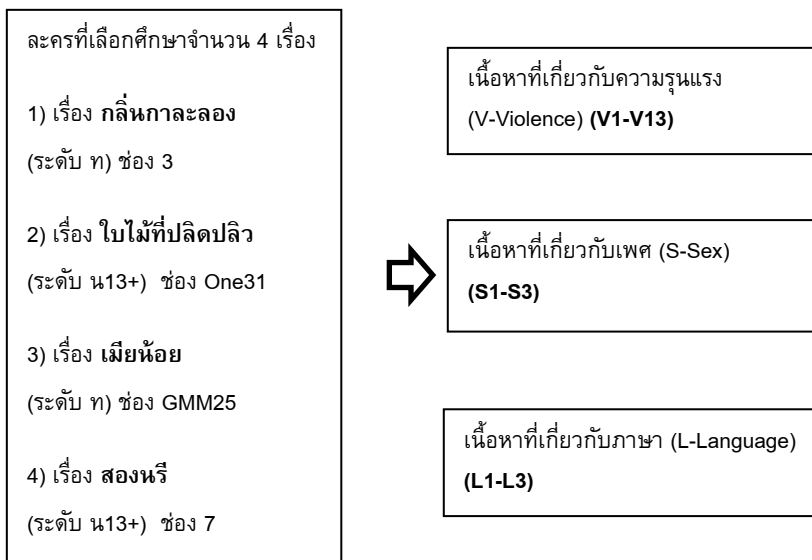 ละครที่เลือกศึกษาจำนวน 4 เรื่อง
1) เรื่อง กลิ่นกาละลอง
(ระดับ ท) ช่อง 3
2) เรื่อง ใบไม้ที่ปลิดปลิว
(ระดับ น13+) ช่อง One31
3) เรื่อง เมียน้อย
(ระดับ ท) ช่อง GMM25
4) เรื่อง สองนรี
(ระดับ น13+) ช่อง 7
เนื้อหาที่เกี่ยวกับความรุนแรง
(V-Violence) (V1-V13)
เนื้อหาที่เกี่ยวกับเพศ (S-Sex)
(S1-S3)
เนื้อหาที่เกี่ยวกับภาษา (L-Language)
(L1-L3)